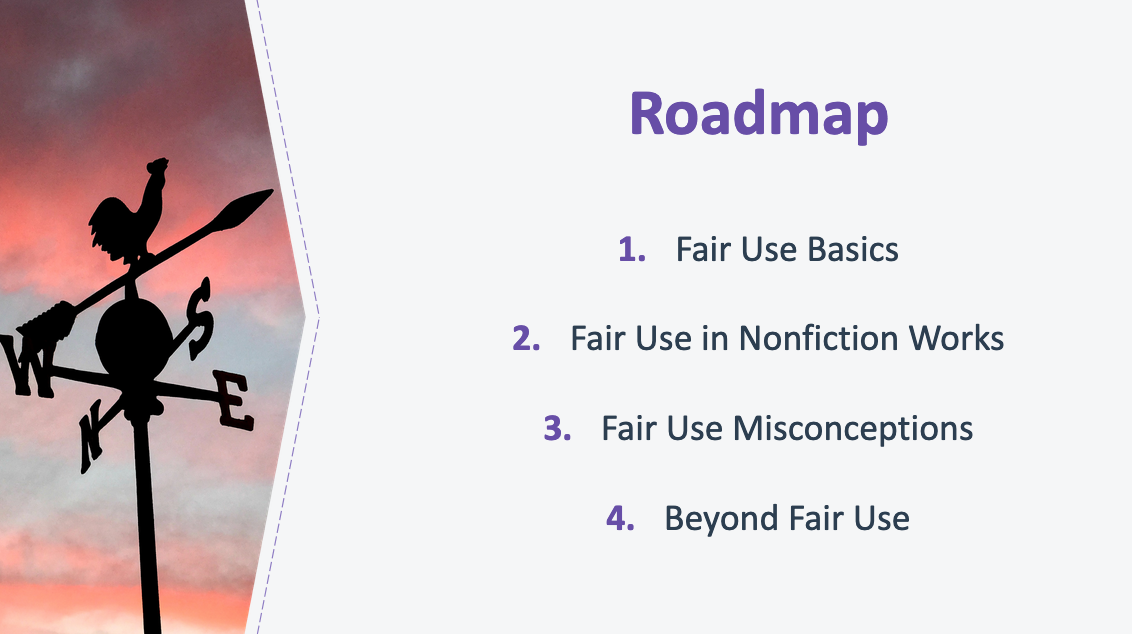 Roadmap
1. Fair Use Basics
2. Fair Use in Nonfiction Works
3. Fair Use Misconceptions
4. Beyond Fair Use
S
W
E
N